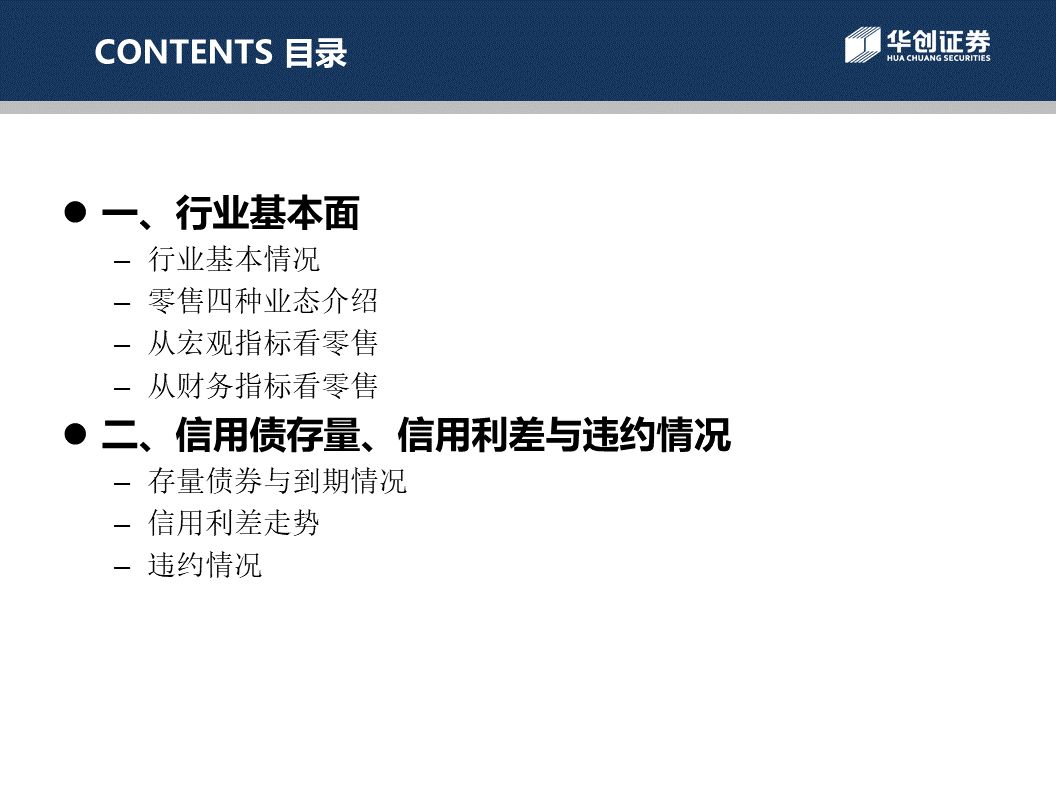 CONTENTS 目录
华创证券
HUA CHUANG SECURITIES
● 一、行业基本面
– 行业基本情况
– 零售四种业态介绍
– 从宏观指标看零售
– 从财务指标看零售
● 二、信用债存量、信用利差与违约情况
– 存量债券与到期情况
– 信用利差走势
– 违约情况